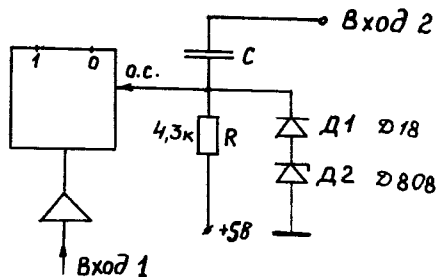 Вход 2
1 0
а.с.
C
4,3к R
Д1 Д18
Д2 Д808
+5В
Вход 1